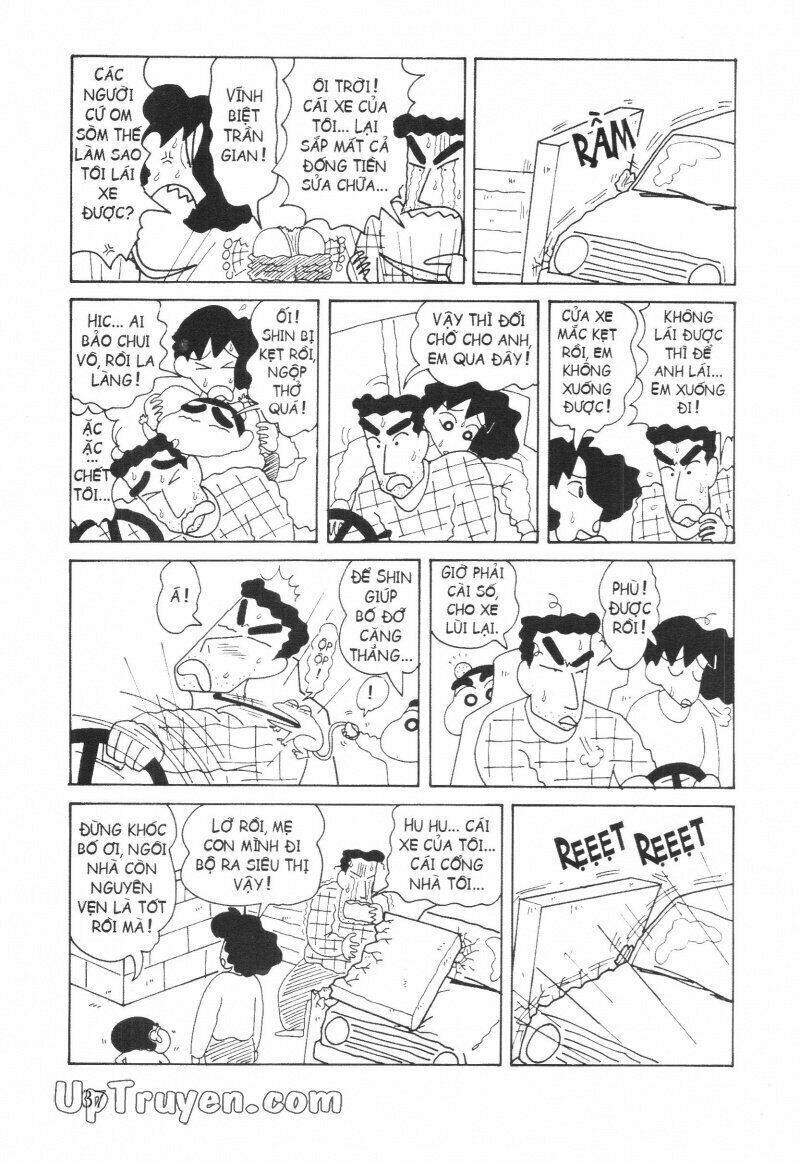 RẦM
ÔI TRỜI!
CÁI XE CỦA
TÔI... LẠI
SẮP MẤT CẢ
ĐỐNG TIỀN
SỬA CHỮA...
VĨNH
BIỆT
TRẦN
GIAN!
CÁC
NGƯỜI
CỨ OM
SÒM THẾ
LÀM SAO
TÔI LÁI
XE
ĐƯỢC?
KHÔNG
LÁI ĐƯỢC
THÌ ĐỂ
ANH LÁI...
EM XUỐNG
ĐI!
CỬA XE
MẮC KẸT
RỒI, EM
KHÔNG
XUỐNG
ĐƯỢC!
VẬY THÌ ĐỔI
CHỖ CHO ANH,
EM QUA ĐÂY!
ỐI!
SHIN BỊ
KẸT RỒI,
NGỘP
THỞ
QUÁ!
HIC... AI
BẢO CHUI
VÔ, RỒI LA
LÀNG!
ẶC
ẶC
...
CHẾT
TÔI...
PHÙ!
ĐƯỢC
RỒI!
GIỜ PHẢI
CÀI SỐ,
CHO XE
LÙI LẠI.
ĐỂ SHIN
GIÚP
BỐ ĐỠ
CĂNG
THẲNG...
!
ỘP
ỘP!
Á!
RẸẸẸT
RẸẸẸT
HU HU... CÁI
XE CỦA TÔI...
CÁI CỔNG
NHÀ TÔI...
LỠ RỒI, MẸ
CON MÌNH ĐI
BỘ RA SIÊU THỊ
VẬY!
ĐỪNG KHÓC
BỐ ƠI, NGÔI
NHÀ CÒN
NGUYÊN
VẸN LÀ TỐT
RỒI MÀ!
37
UpTruyen.com